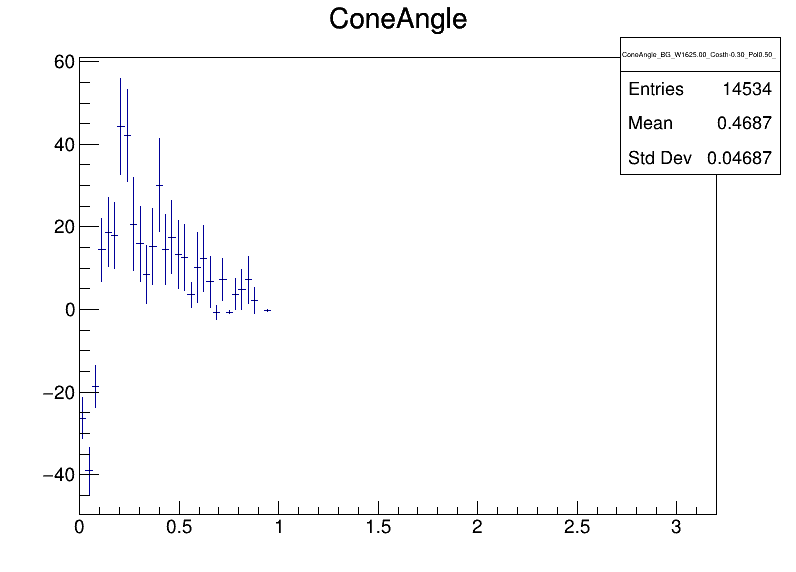 ConeAngle
ConeAngle_BG_W1625.00_Costh-0.30_Pol0.50_
Entries 14534
Mean 0.4687
Std Dev 0.04687
60
40
20
0
−20
−40
0 0.5 1 1.5 2 2.5 3